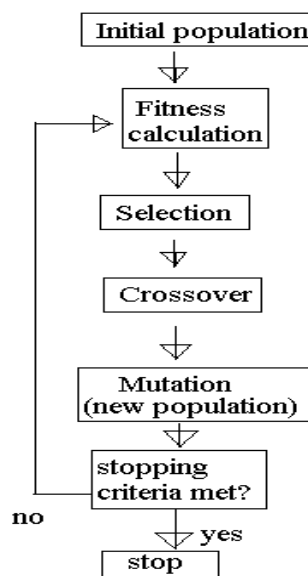 Initial population
Fitness
calculation
Selection
Crossover
Mutation
(new population)
stopping
criteria met?
no
yes
stop